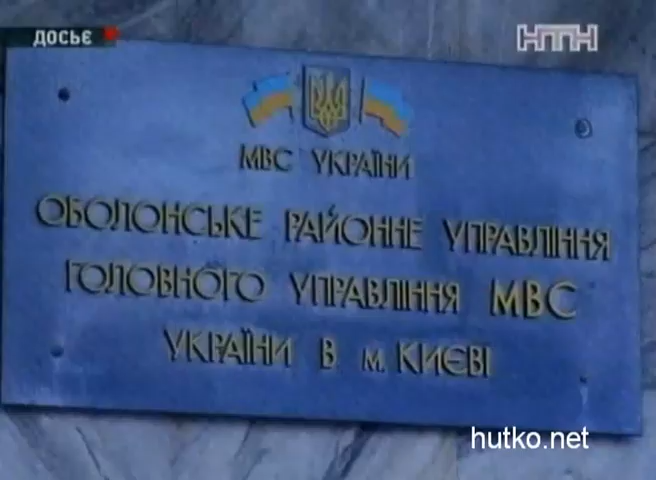 ДОСЬЄ
НТН
МВС УКРАЇНИ
ОБОЛОНСЬКЕ РАЙОННЕ УПРАВЛІННЯ
ГОЛОВНОГО УПРАВЛІННЯ МВС
УКРАЇНИ В м. КИЄВІ
hutko.net